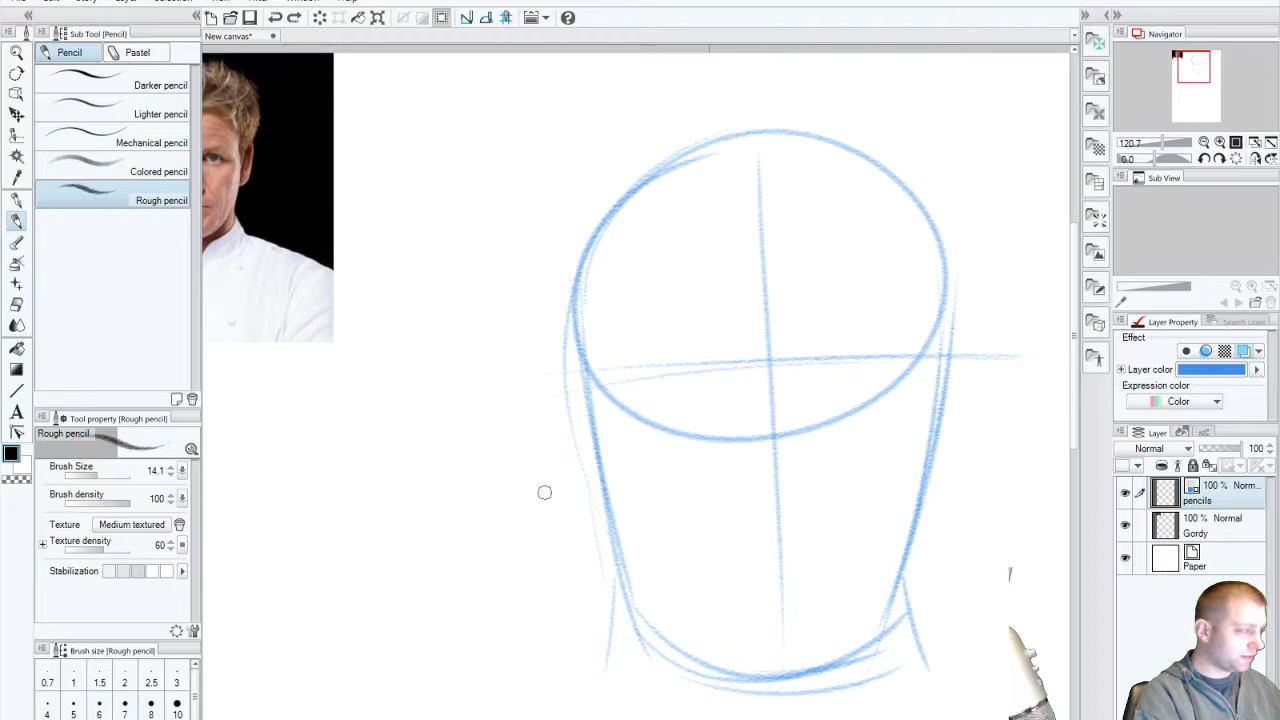 New canvas*
Sub Tool [Pencil]
Pencil
Pastel
Darker pencil
Lighter pencil
Mechanical pencil
Colored pencil
Rough pencil
Tool property [Rough pencil]
Rough pencil
Brush Size 14.1
Brush density 100
Texture Medium textured
Texture density 60
Stabilization
Brush size [Rough pencil]
0.7 1 1.5 2 2.5 3
4 5 6 7 8 10
Navigator
120.7
0.0
Sub View
Layer Property
Search Layer
Effect
Layer color
Expression color
Color
Layer
Normal 100
100 % Norm...
pencils
100 % Normal
Gordy
Paper